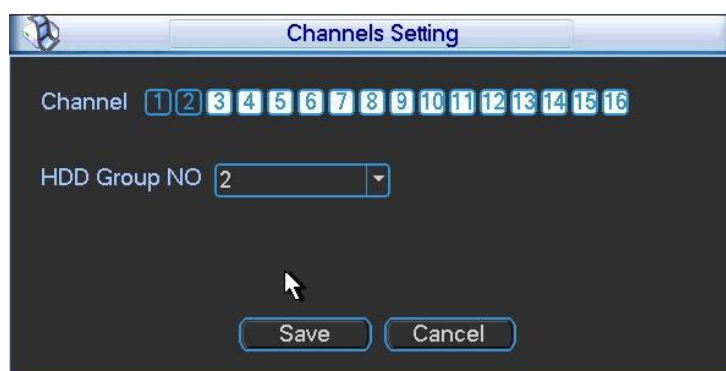 Channels Setting
Channel 1 2 3 4 5 6 7 8 9 10 11 12 13 14 15 16
HDD Group NO 2
Save Cancel